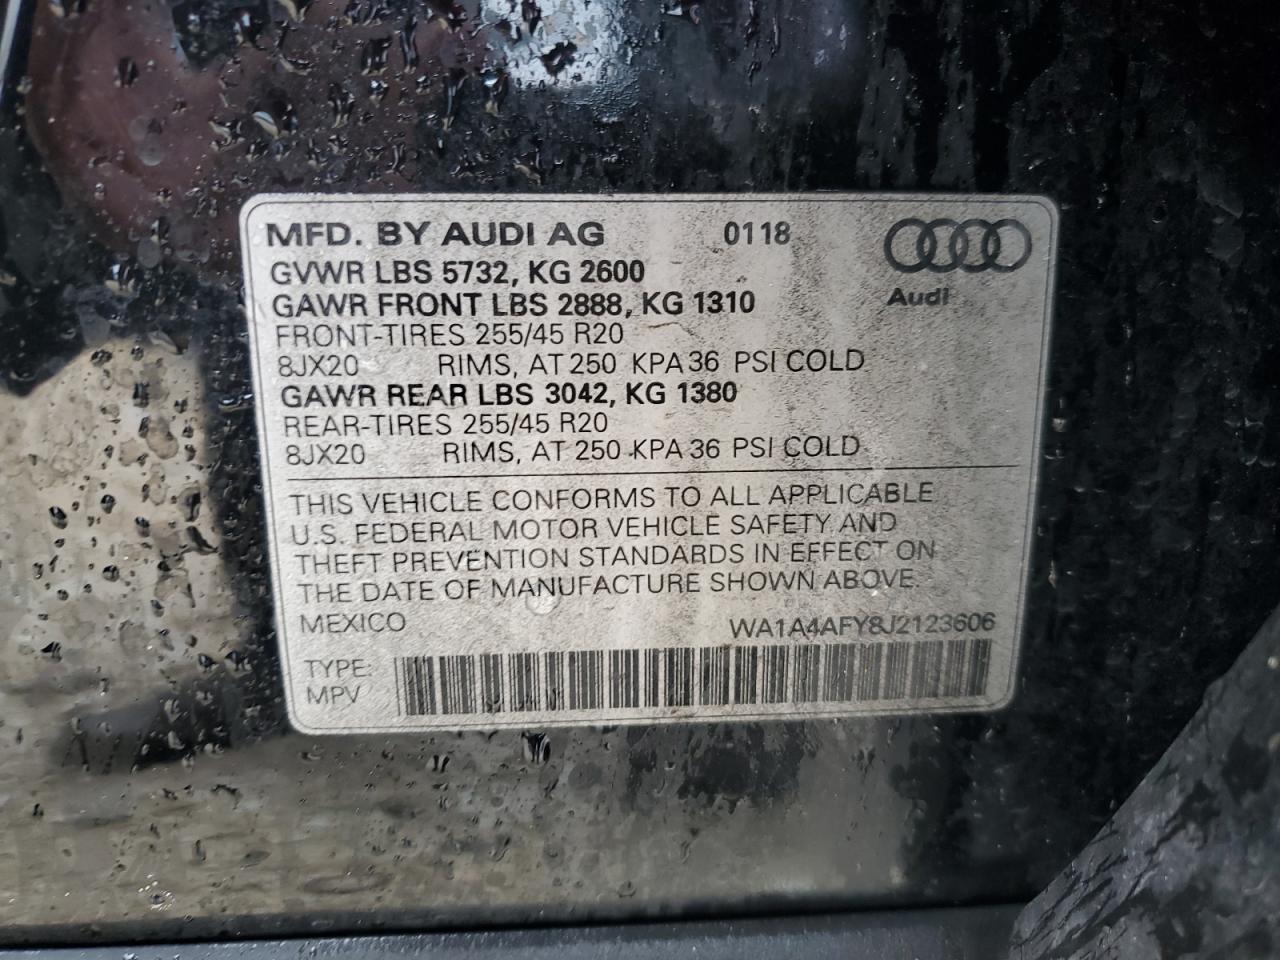 MFD. BY AUDI AG 0118
GVWR LBS 5732, KG 2600
GAWR FRONT LBS 2888, KG 1310
Audi
FRONT-TIRES 255/45 R20
8JX20 RIMS, AT 250 KPA 36 PSI COLD
GAWR REAR LBS 3042, KG 1380
REAR-TIRES 255/45 R20
8JX20 RIMS, AT 250 KPA 36 PSI COLD
THIS VEHICLE CONFORMS TO ALL APPLICABLE
U.S. FEDERAL MOTOR VEHICLE SAFETY AND
THEFT PREVENTION STANDARDS IN EFFECT ON
THE DATE OF MANUFACTURE SHOWN ABOVE.
MEXICO WA1A4AFY8J2123606
TYPE:
MPV